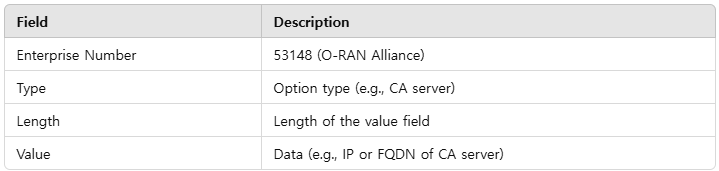 Field Description
Enterprise Number 53148 (O-RAN Alliance)
Type Option type (e.g., CA server)
Length Length of the value field
Value Data (e.g., IP or FQDN of CA server)